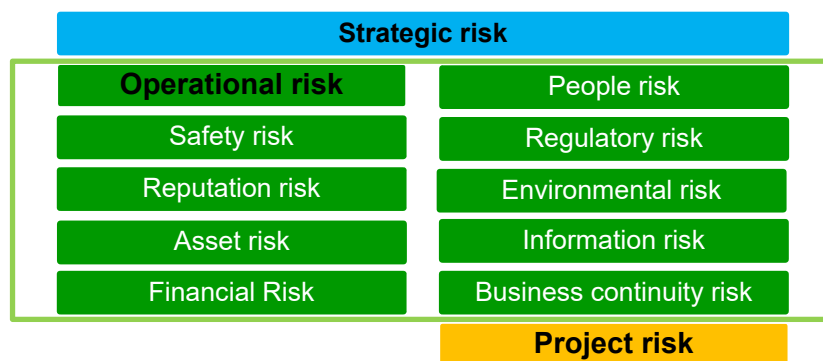 Strategic risk
Operational risk
People risk
Safety risk
Regulatory risk
Reputation risk
Environmental risk
Asset risk
Information risk
Financial Risk
Business continuity risk
Project risk